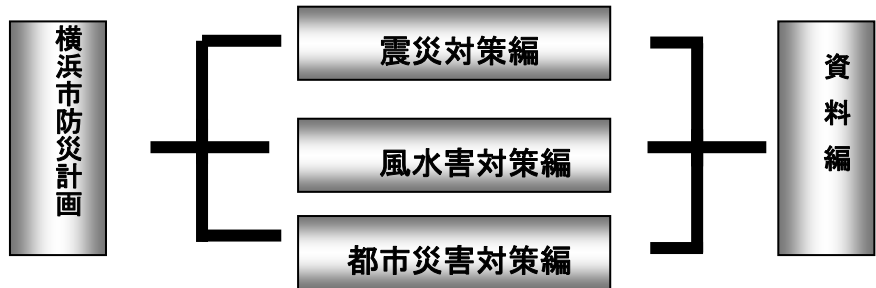 横浜市防災計画
震災対策編
風水害対策編
都市災害対策編
資料編